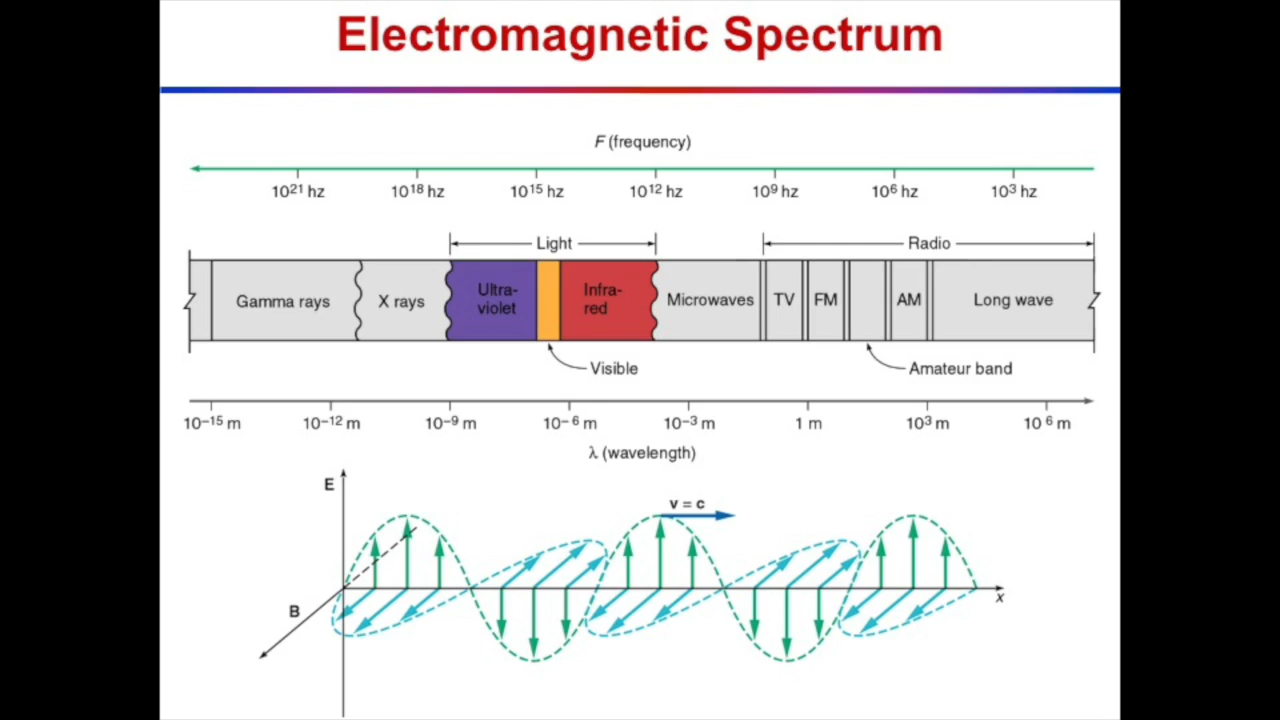 Electromagnetic Spectrum
F (frequency)
10²¹ hz 10¹⁸ hz 10¹⁵ hz 10¹² hz 10⁹ hz 10⁶ hz 10³ hz
Light Radio
Gamma rays X rays Ultra-
violet Infra-
red Microwaves TV FM AM Long wave
Visible Amateur band
10⁻¹⁵ m 10⁻¹² m 10⁻⁹ m 10⁻⁶ m 10⁻³ m 1 m 10³ m 10⁶ m
λ (wavelength)
E
v = c
B
x